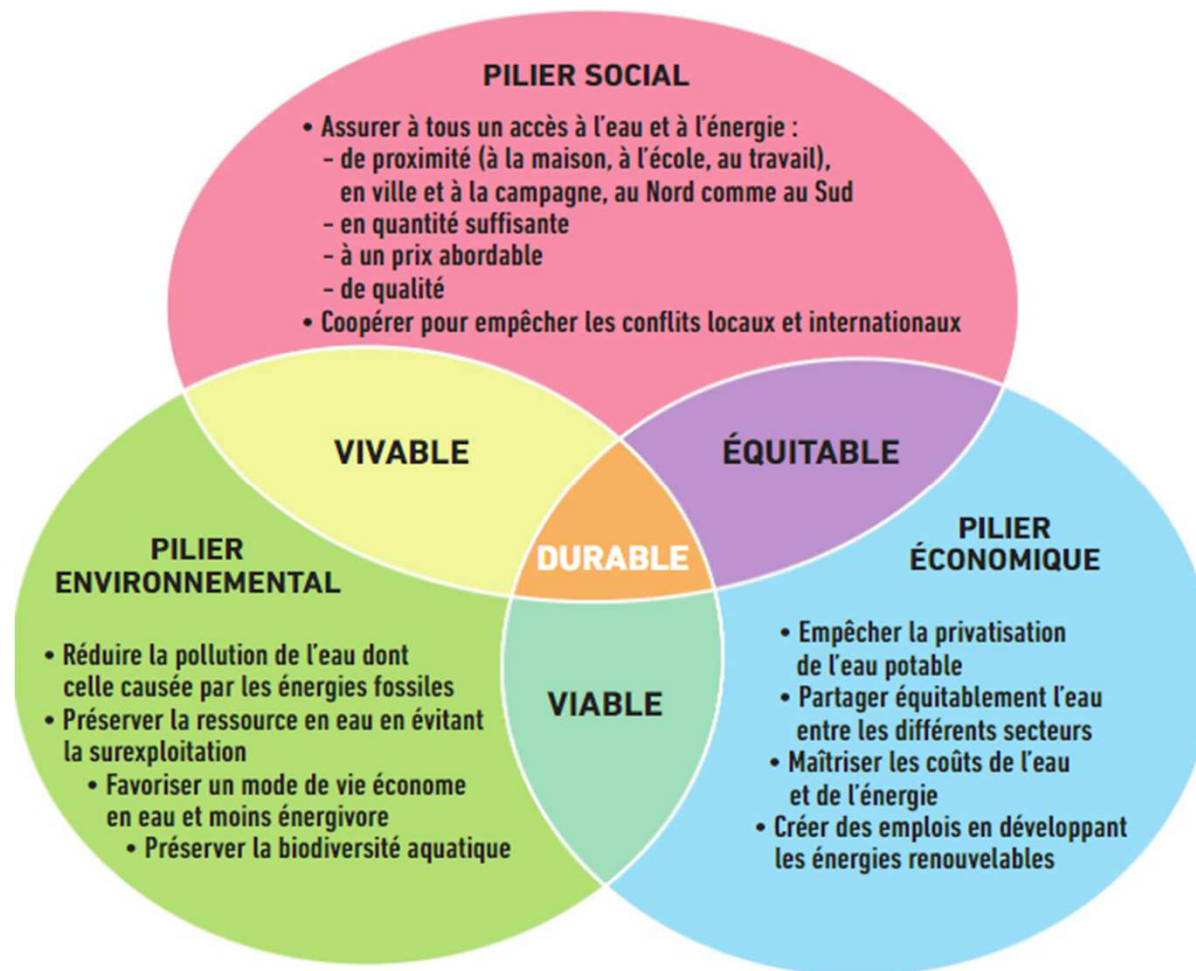 PILIER SOCIAL
• Assurer à tous un accès à l'eau et à l'énergie :
- de proximité (à la maison, à l'école, au travail),
en ville et à la campagne, au Nord comme au Sud
- en quantité suffisante
- à un prix abordable
- de qualité
• Coopérer pour empêcher les conflits locaux et internationaux
VIVABLE
ÉQUITABLE
DURABLE
VIABLE
PILIER
ENVIRONNEMENTAL
• Réduire la pollution de l'eau dont
celle causée par les énergies fossiles
• Préserver la ressource en eau en évitant
la surexploitation
• Favoriser un mode de vie économe
en eau et moins énergivore
• Préserver la biodiversité aquatique
PILIER
ÉCONOMIQUE
• Empêcher la privatisation
de l'eau potable
• Partager équitablement l'eau
entre les différents secteurs
• Maîtriser les coûts de l'eau
et de l'énergie
• Créer des emplois en développant
les énergies renouvelables